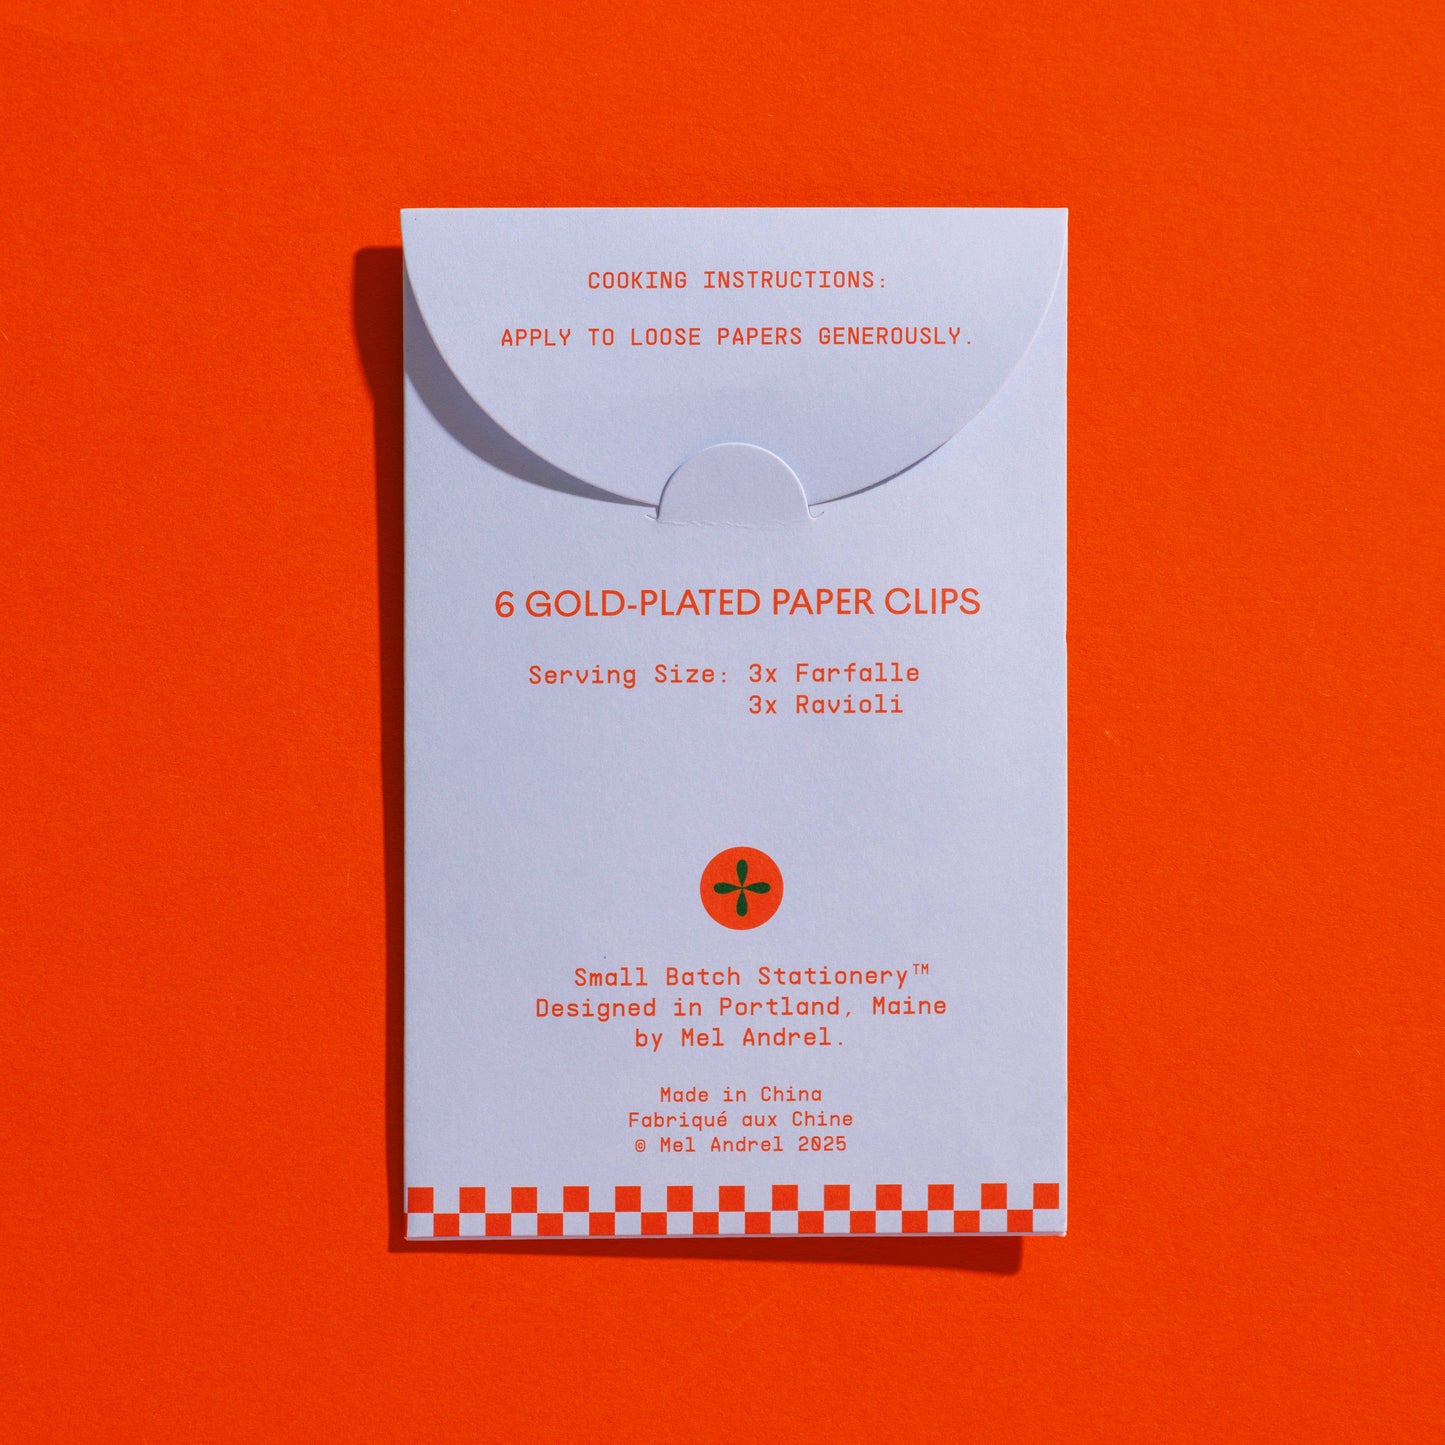 COOKING INSTRUCTIONS:
APPLY TO LOOSE PAPERS GENEROUSLY.
6 GOLD-PLATED PAPER CLIPS
Serving Size: 3x Farfalle
3x Ravioli
Small Batch Stationery™
Designed in Portland, Maine
by Mel Andrel.
Made in China
Fabriqué aux Chine
© Mel Andrel 2025